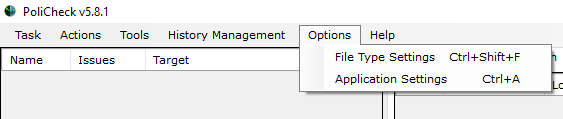 PoliCheck v5.8.1
Task Actions Tools History Management Options Help
File Type Settings Ctrl+Shift+F
Name Issues Target
Application Settings Ctrl+A